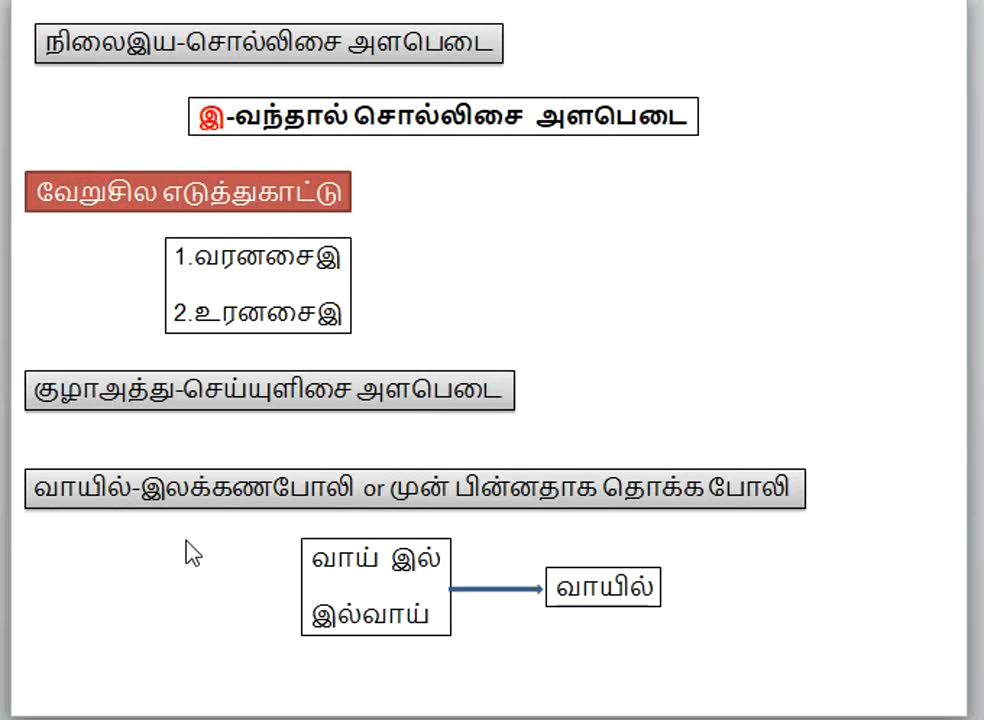 நிலைஇய-சொல்லிசை அளபெடை
இ-வந்தால் சொல்லிசை அளபெடை
வேறுசில எடுத்துகாட்டு
1.வரனசைஇ
2.உரனசைஇ
குழாஅத்து-செய்யுளிசை அளபெடை
வாயில்-இலக்கணபோலி or முன் பின்னதாக தொக்க போலி
வாய் இல்
இல்வாய்
வாயில்